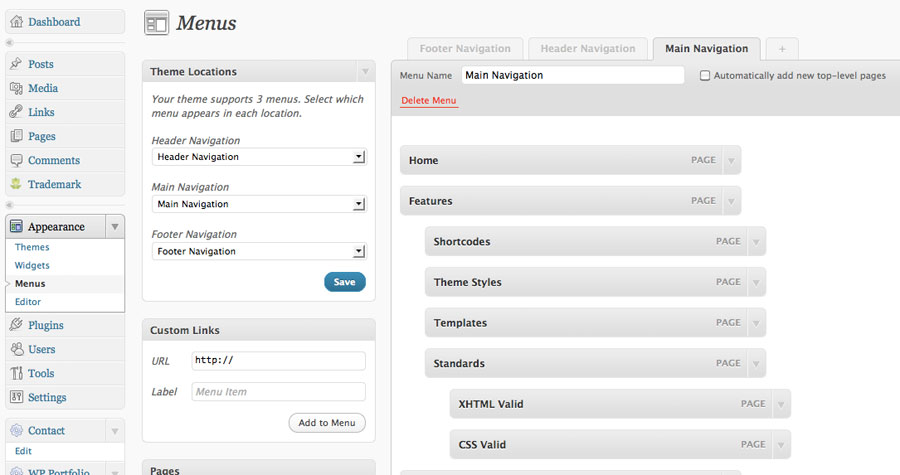 Dashboard
Posts
Media
Links
Pages
Comments
Trademark
Appearance
Themes
Widgets
Menus
Editor
Plugins
Users
Tools
Settings
Contact
Edit
WP Portfolio
Menus
Theme Locations
Your theme supports 3 menus. Select which
menu appears in each location.
Header Navigation
Header Navigation
Main Navigation
Main Navigation
Footer Navigation
Footer Navigation
Save
Custom Links
URL http://
Label Menu Item
Add to Menu
Pages
Footer Navigation Header Navigation Main Navigation +
Menu Name Main Navigation Automatically add new top-level pages
Delete Menu
Home PAGE
Features PAGE
Shortcodes PAGE
Theme Styles PAGE
Templates PAGE
Standards PAGE
XHTML Valid PAGE
CSS Valid PAGE